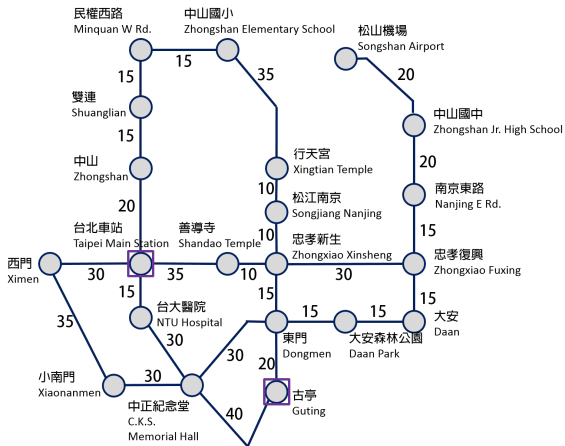 民權西路
Minquan W Rd.
中山國小
Zhongshan Elementary School
松山機場
Songshan Airport
15
15
35
20
雙連
Shuanglian
中山國中
Zhongshan Jr. High School
15
20
中山
Zhongshan
行天宮
Xingtian Temple
10
南京東路
Nanjing E Rd.
20
松江南京
Songjiang Nanjing
10
15
台北車站
Taipei Main Station
善導寺
Shandao Temple
忠孝新生
Zhongxiao Xinsheng
忠孝復興
Zhongxiao Fuxing
西門
Ximen
30
35
10
30
15
15
15
35
台大醫院
NTU Hospital
15
15
大安
Daan
30
30
東門
Dongmen
大安森林公園
Daan Park
20
小南門
Xiaonanmen
30
中正紀念堂
C.K.S.
Memorial Hall
40
古亭
Guting